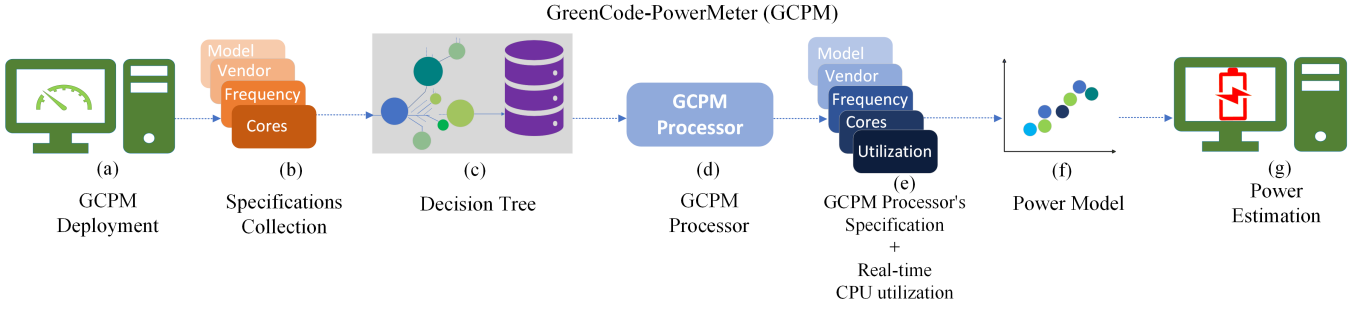 GreenCode-PowerMeter (GCPM)
(a)
GCPM
Deployment
Model
Vendor
Frequency
Cores
(b)
Specifications
Collection
(c)
Decision Tree
GCPM
Processor
(d)
GCPM
Processor
Model
Vendor
Frequency
Cores
Utilization
(e)
GCPM Processor's
Specification
+
Real-time
CPU utilization
(f)
Power Model
(g)
Power
Estimation